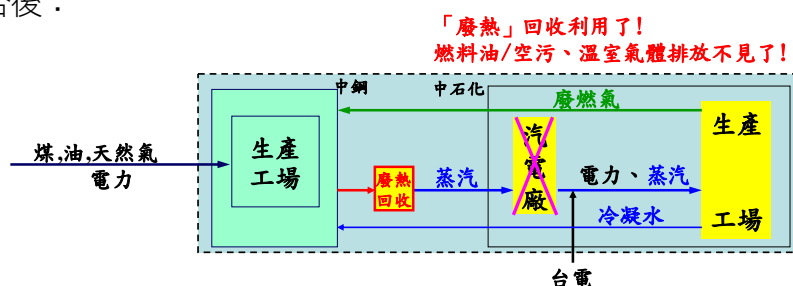 後：
「廢熱」回收利用了!
燃料油/空污、溫室氣體排放不見了!
中鋼
中石化
廢燃氣
煤,油,天然氣
電力
生產
工場
廢熱
回收
蒸汽
汽
電
廠
電力、蒸汽
生產
工場
冷凝水
台電